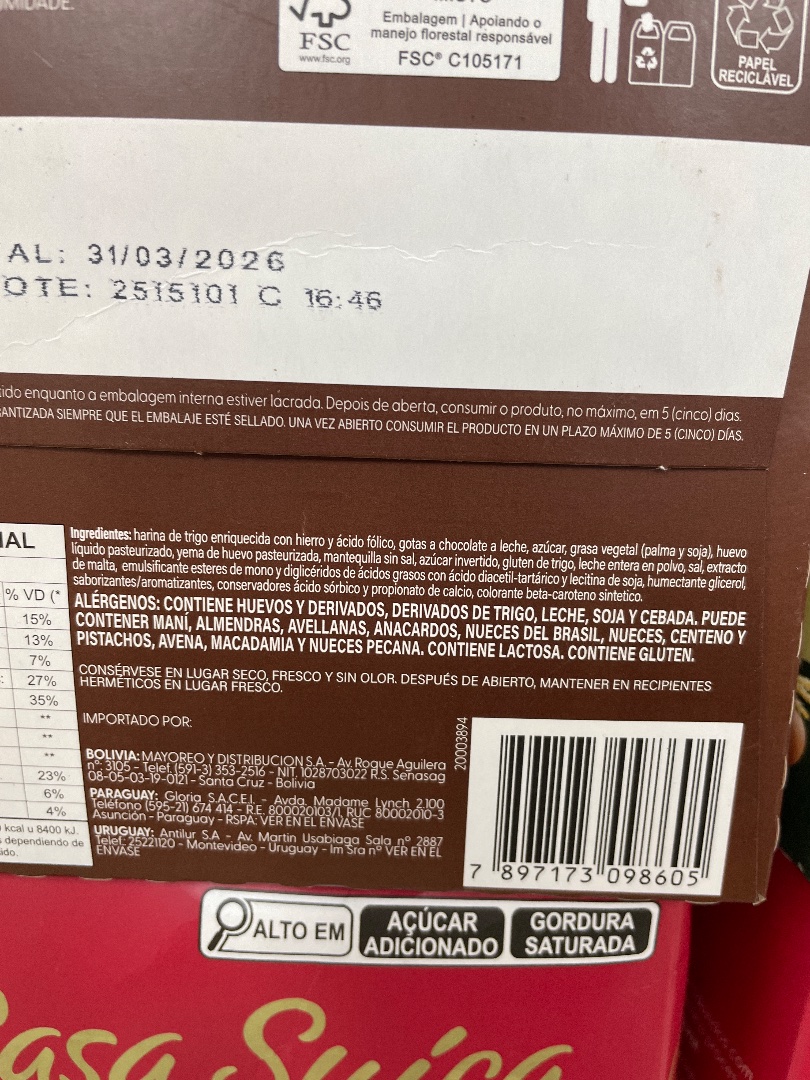 MIDADE.
FSC
www.fsc.org
Embalagem | Apoiando o
manejo florestal responsável
FSC® C105171
PAPEL
RECICLÁVEL
AL: 31/03/2026
OTE: 2515101 C 16:46
ido enquanto a embalagem interna estiver lacrada. Depois de aberta, consumir o produto, no máximo, em 5 (cinco) dias.
ANTIZADA SIEMPRE QUE EL EMBALAJE ESTÉ SELLADO. UNA VEZ ABIERTO CONSUMIR EL PRODUCTO EN UN PLAZO MÁXIMO DE 5 (CINCO) DÍAS.
IAL
% VD (*
15%
13%
7%
27%
35%
**
**
**
23%
6%
4%
kcal u 8400 kJ.
dependiendo de
ido.
Ingredientes: harina de trigo enriquecida con hierro y ácido fólico, gotas a chocolate a leche, azúcar, grasa vegetal (palma y soja), huevo
líquido pasteurizado, yema de huevo pasteurizada, mantequilla sin sal, azúcar invertido, gluten de trigo, leche entera en polvo, sal, extracto
de malta, emulsificante esteres de mono y diglicéridos de ácidos grasos con ácido diacetil-tartárico y lecitina de soja, humectante glicerol,
saborizantes/aromatizantes, conservadores ácido sórbico y propionato de calcio, colorante beta-caroteno sintetico.
ALÉRGENOS: CONTIENE HUEVOS Y DERIVADOS, DERIVADOS DE TRIGO, LECHE, SOJA Y CEBADA. PUEDE
CONTENER MANÍ, ALMENDRAS, AVELLANAS, ANACARDOS, NUECES DEL BRASIL, NUECES, CENTENO Y
PISTACHOS, AVENA, MACADAMIA Y NUECES PECANA. CONTIENE LACTOSA. CONTIENE GLUTEN.
CONSÉRVESE EN LUGAR SECO, FRESCO Y SIN OLOR. DESPUÉS DE ABIERTO, MANTENER EN RECIPIENTES
HERMÉTICOS EN LUGAR FRESCO.
IMPORTADO POR:
BOLIVIA: MAYOREO Y DISTRIBUCION S.A. - Av. Roque Aguilera
nº: 3105 - Telef. (591-3) 353-2516 - NIT. 1028703022 R.S. Senasag
08-05-03-19-0121 - Santa Cruz - Bolivia
PARAGUAY: Gloria S.A.C.E.I. - Avda. Madame Lynch 2.100
Teléfono (595-21) 674 414 - R.E. 800020103/1, RUC 80002010-3
Asunción - Paraguay - RSPA: VER EN EL ENVASE
URUGUAY: Antilur S.A - Av. Martin Usabiaga Sala nº 2887
Telef: 25221120 - Montevideo - Uruguay - Im Sra nº VER EN EL
ENVASE
20003894
7 897173 098605
ALTO EM
AÇÚCAR
ADICIONADO
GORDURA
SATURADA
Casa Suíça